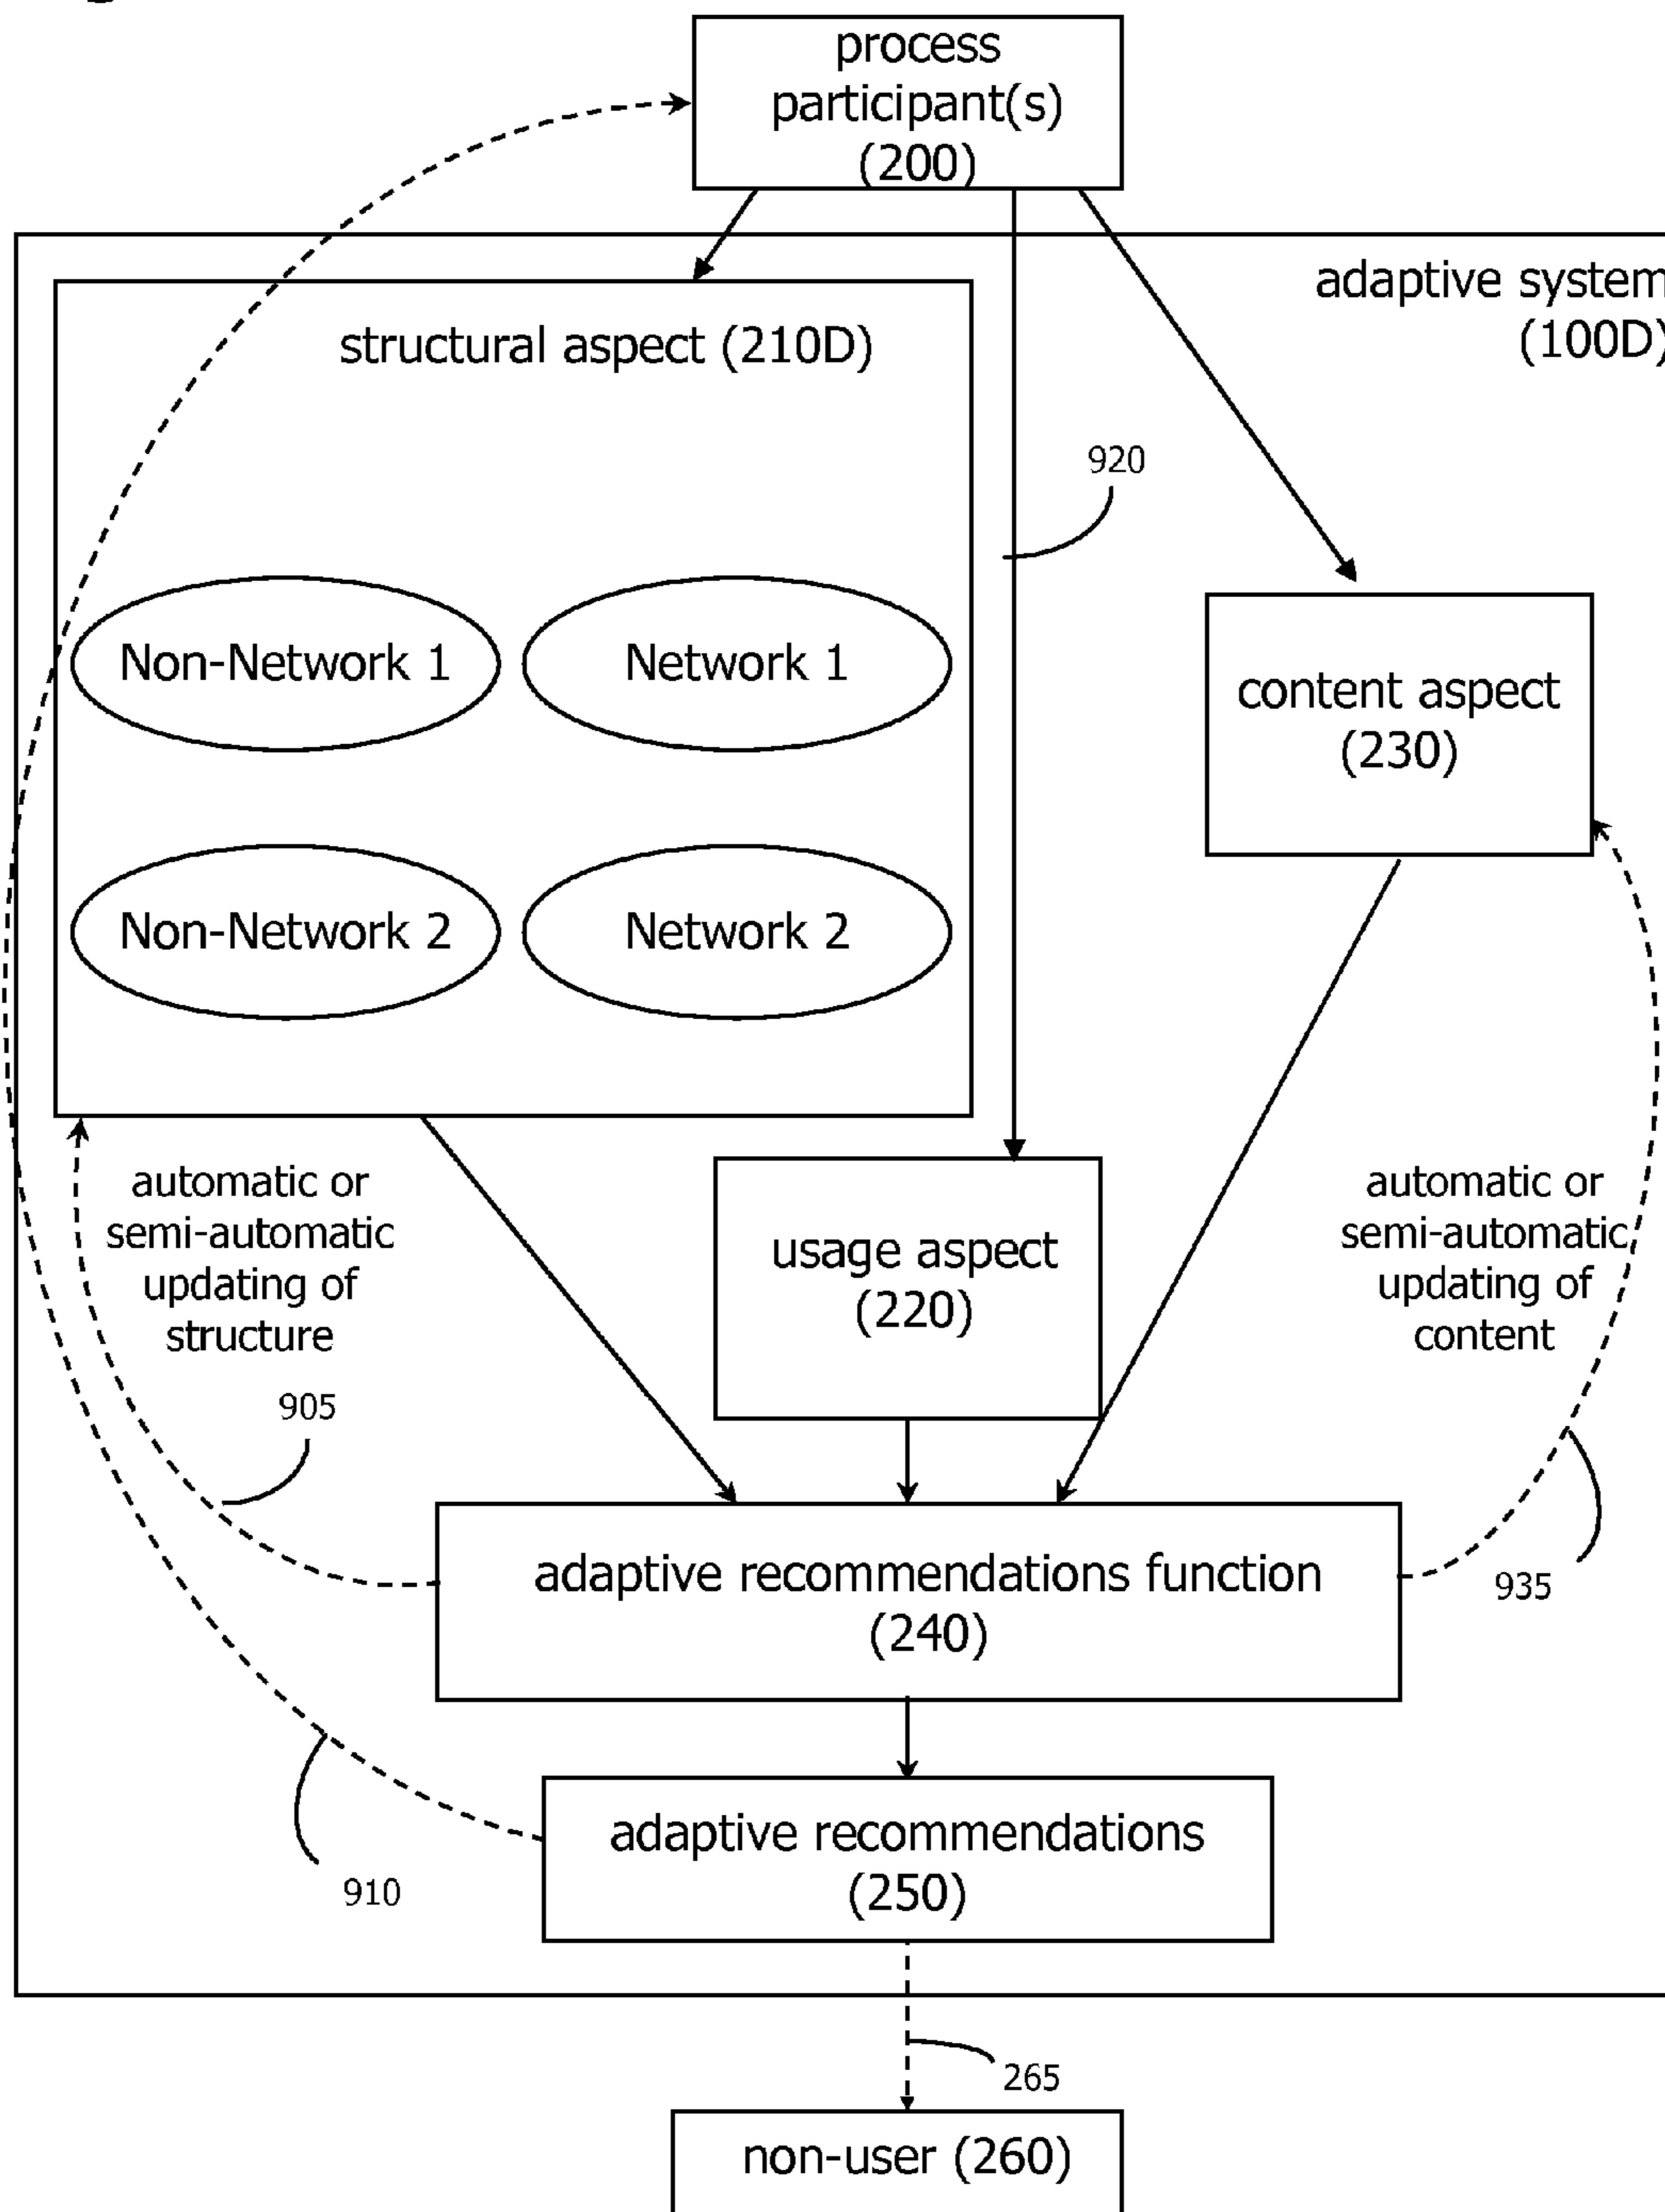 process
participant(s)
(200)
adaptive system
(100D)
structural aspect (210D)
920
Non-Network 1
Network 1
content aspect
(230)
Non-Network 2
Network 2
automatic or
semi-automatic
updating of
structure
usage aspect
(220)
automatic or
semi-automatic
updating of
content
905
adaptive recommendations function
(240)
935
adaptive recommendations
(250)
910
265
non-user (260)